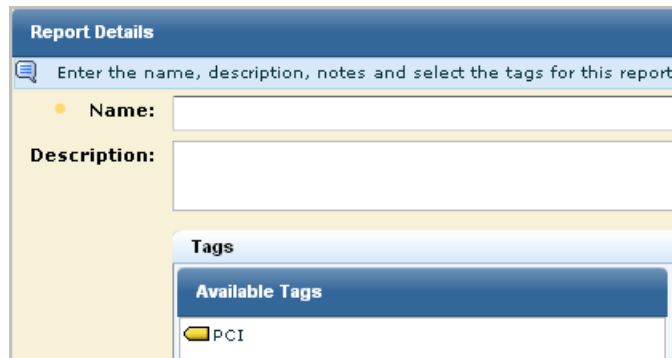 Report Details
Enter the name, description, notes and select the tags for this report
Name:
Description:
Tags
Available Tags
PCI